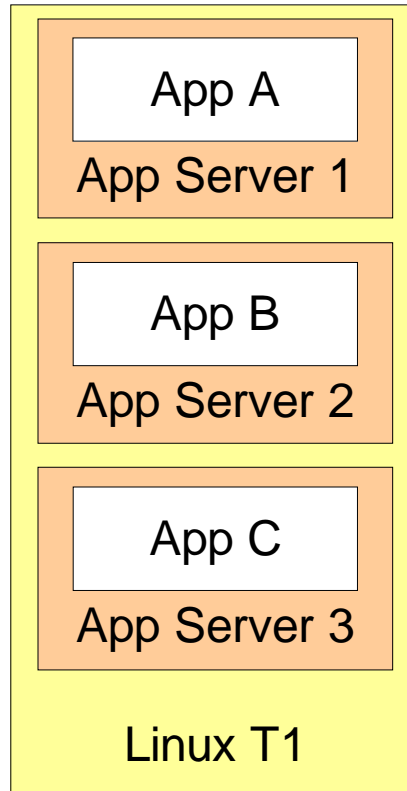 App A
App Server 1
App B
App Server 2
App C
App Server 3
Linux T1